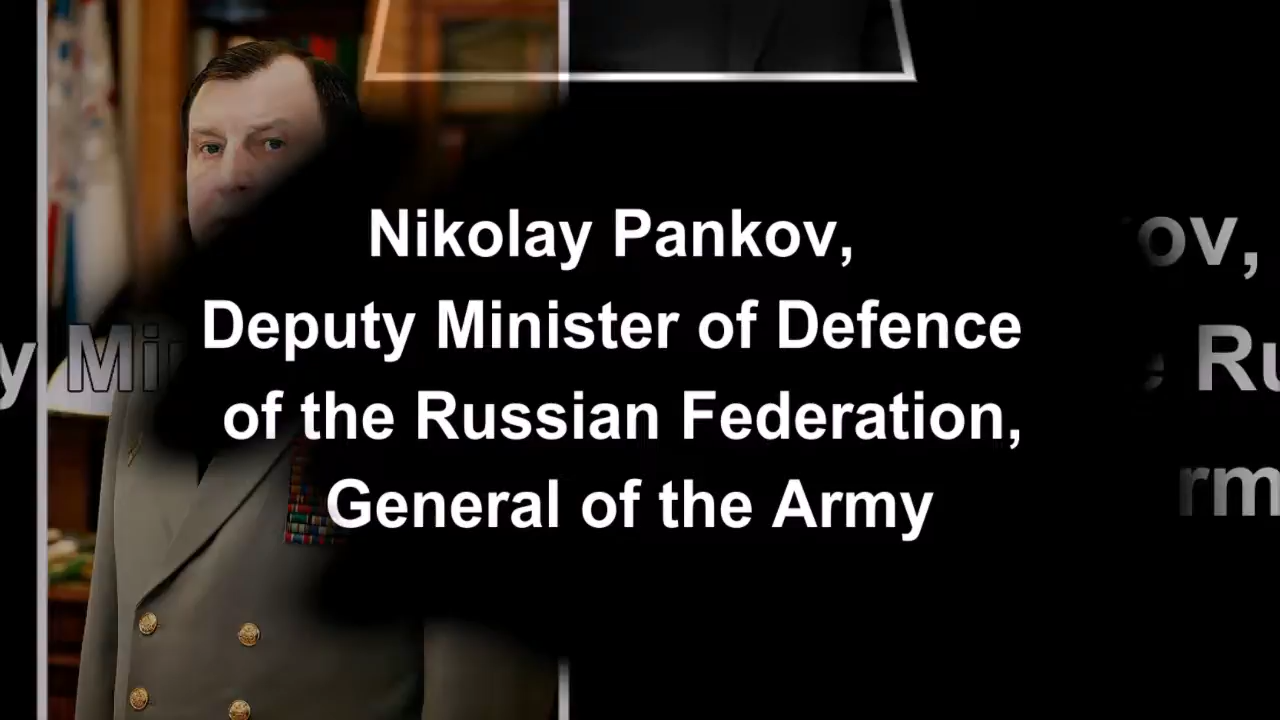 Nikolay Pankov,
Deputy Minister of Defence
of the Russian Federation,
General of the Army